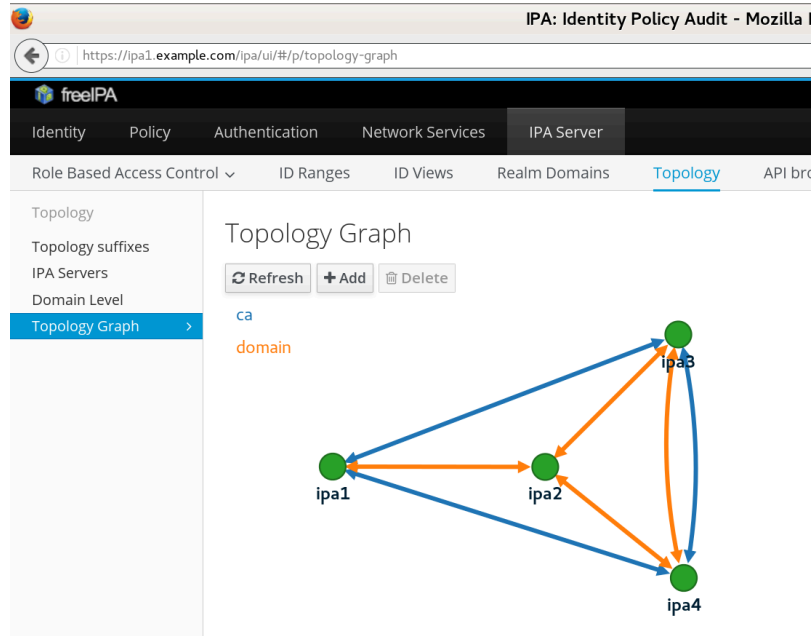 IPA: Identity Policy Audit - Mozilla
https://ipa1.example.com/ipa/ui/#/p/topology-graph
freeIPA
Identity Policy Authentication Network Services IPA Server
Role Based Access Control ID Ranges ID Views Realm Domains Topology API bro
Topology
Topology suffixes
IPA Servers
Domain Level
Topology Graph
Topology Graph
Refresh Add Delete
ca
domain
ipa3
ipa1
ipa2
ipa4